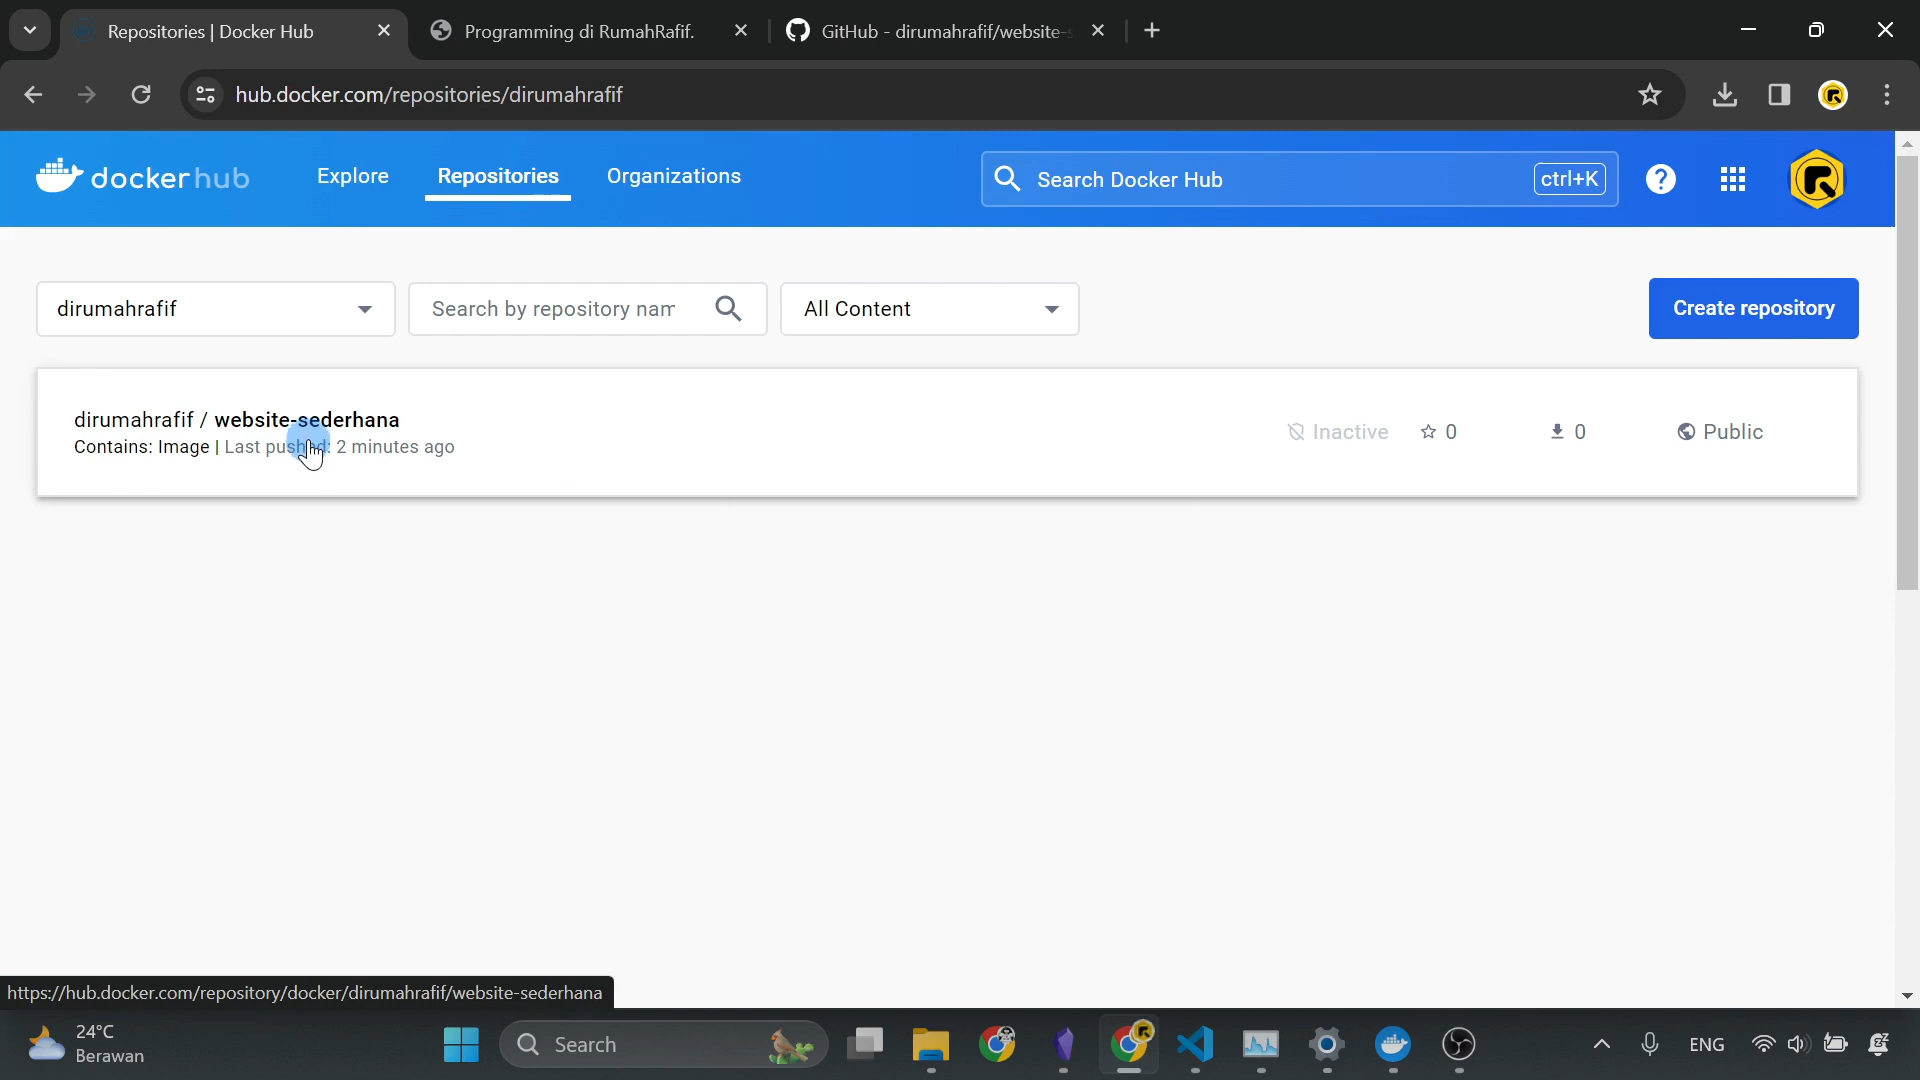 Repositories | Docker Hub
Programming di RumahRafif.
GitHub - dirumahrafif/website-s
hub.docker.com/repositories/dirumahrafif
dockerhub
Explore
Repositories
Organizations
Search Docker Hub
ctrl+K
dirumahrafif
Search by repository nam
All Content
Create repository
dirumahrafif / website-sederhana
Contains: Image | Last pushed: 2 minutes ago
Inactive
0
0
Public
https://hub.docker.com/repository/docker/dirumahrafif/website-sederhana
24°C
Berawan
Search
ENG